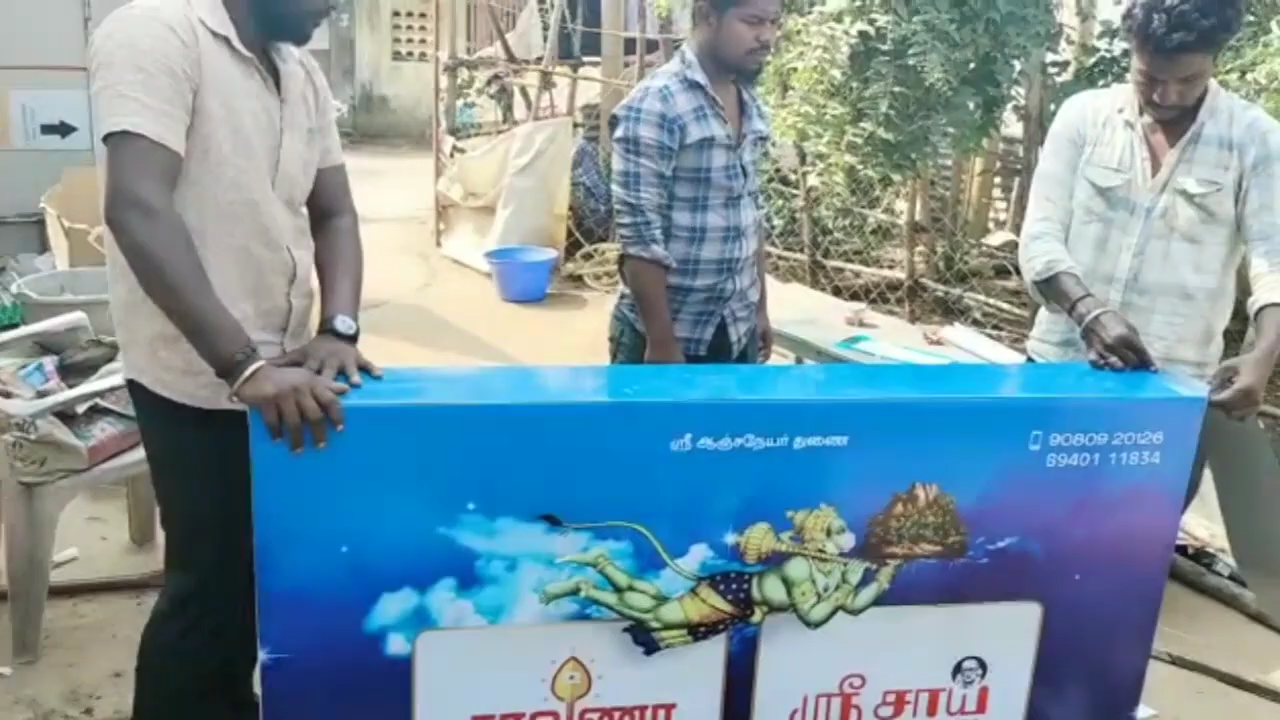 ஸ்ரீ ஆஞ்சநேயர் துணை
90809 20126
89401 11834
ஸ்ரீ சாய்